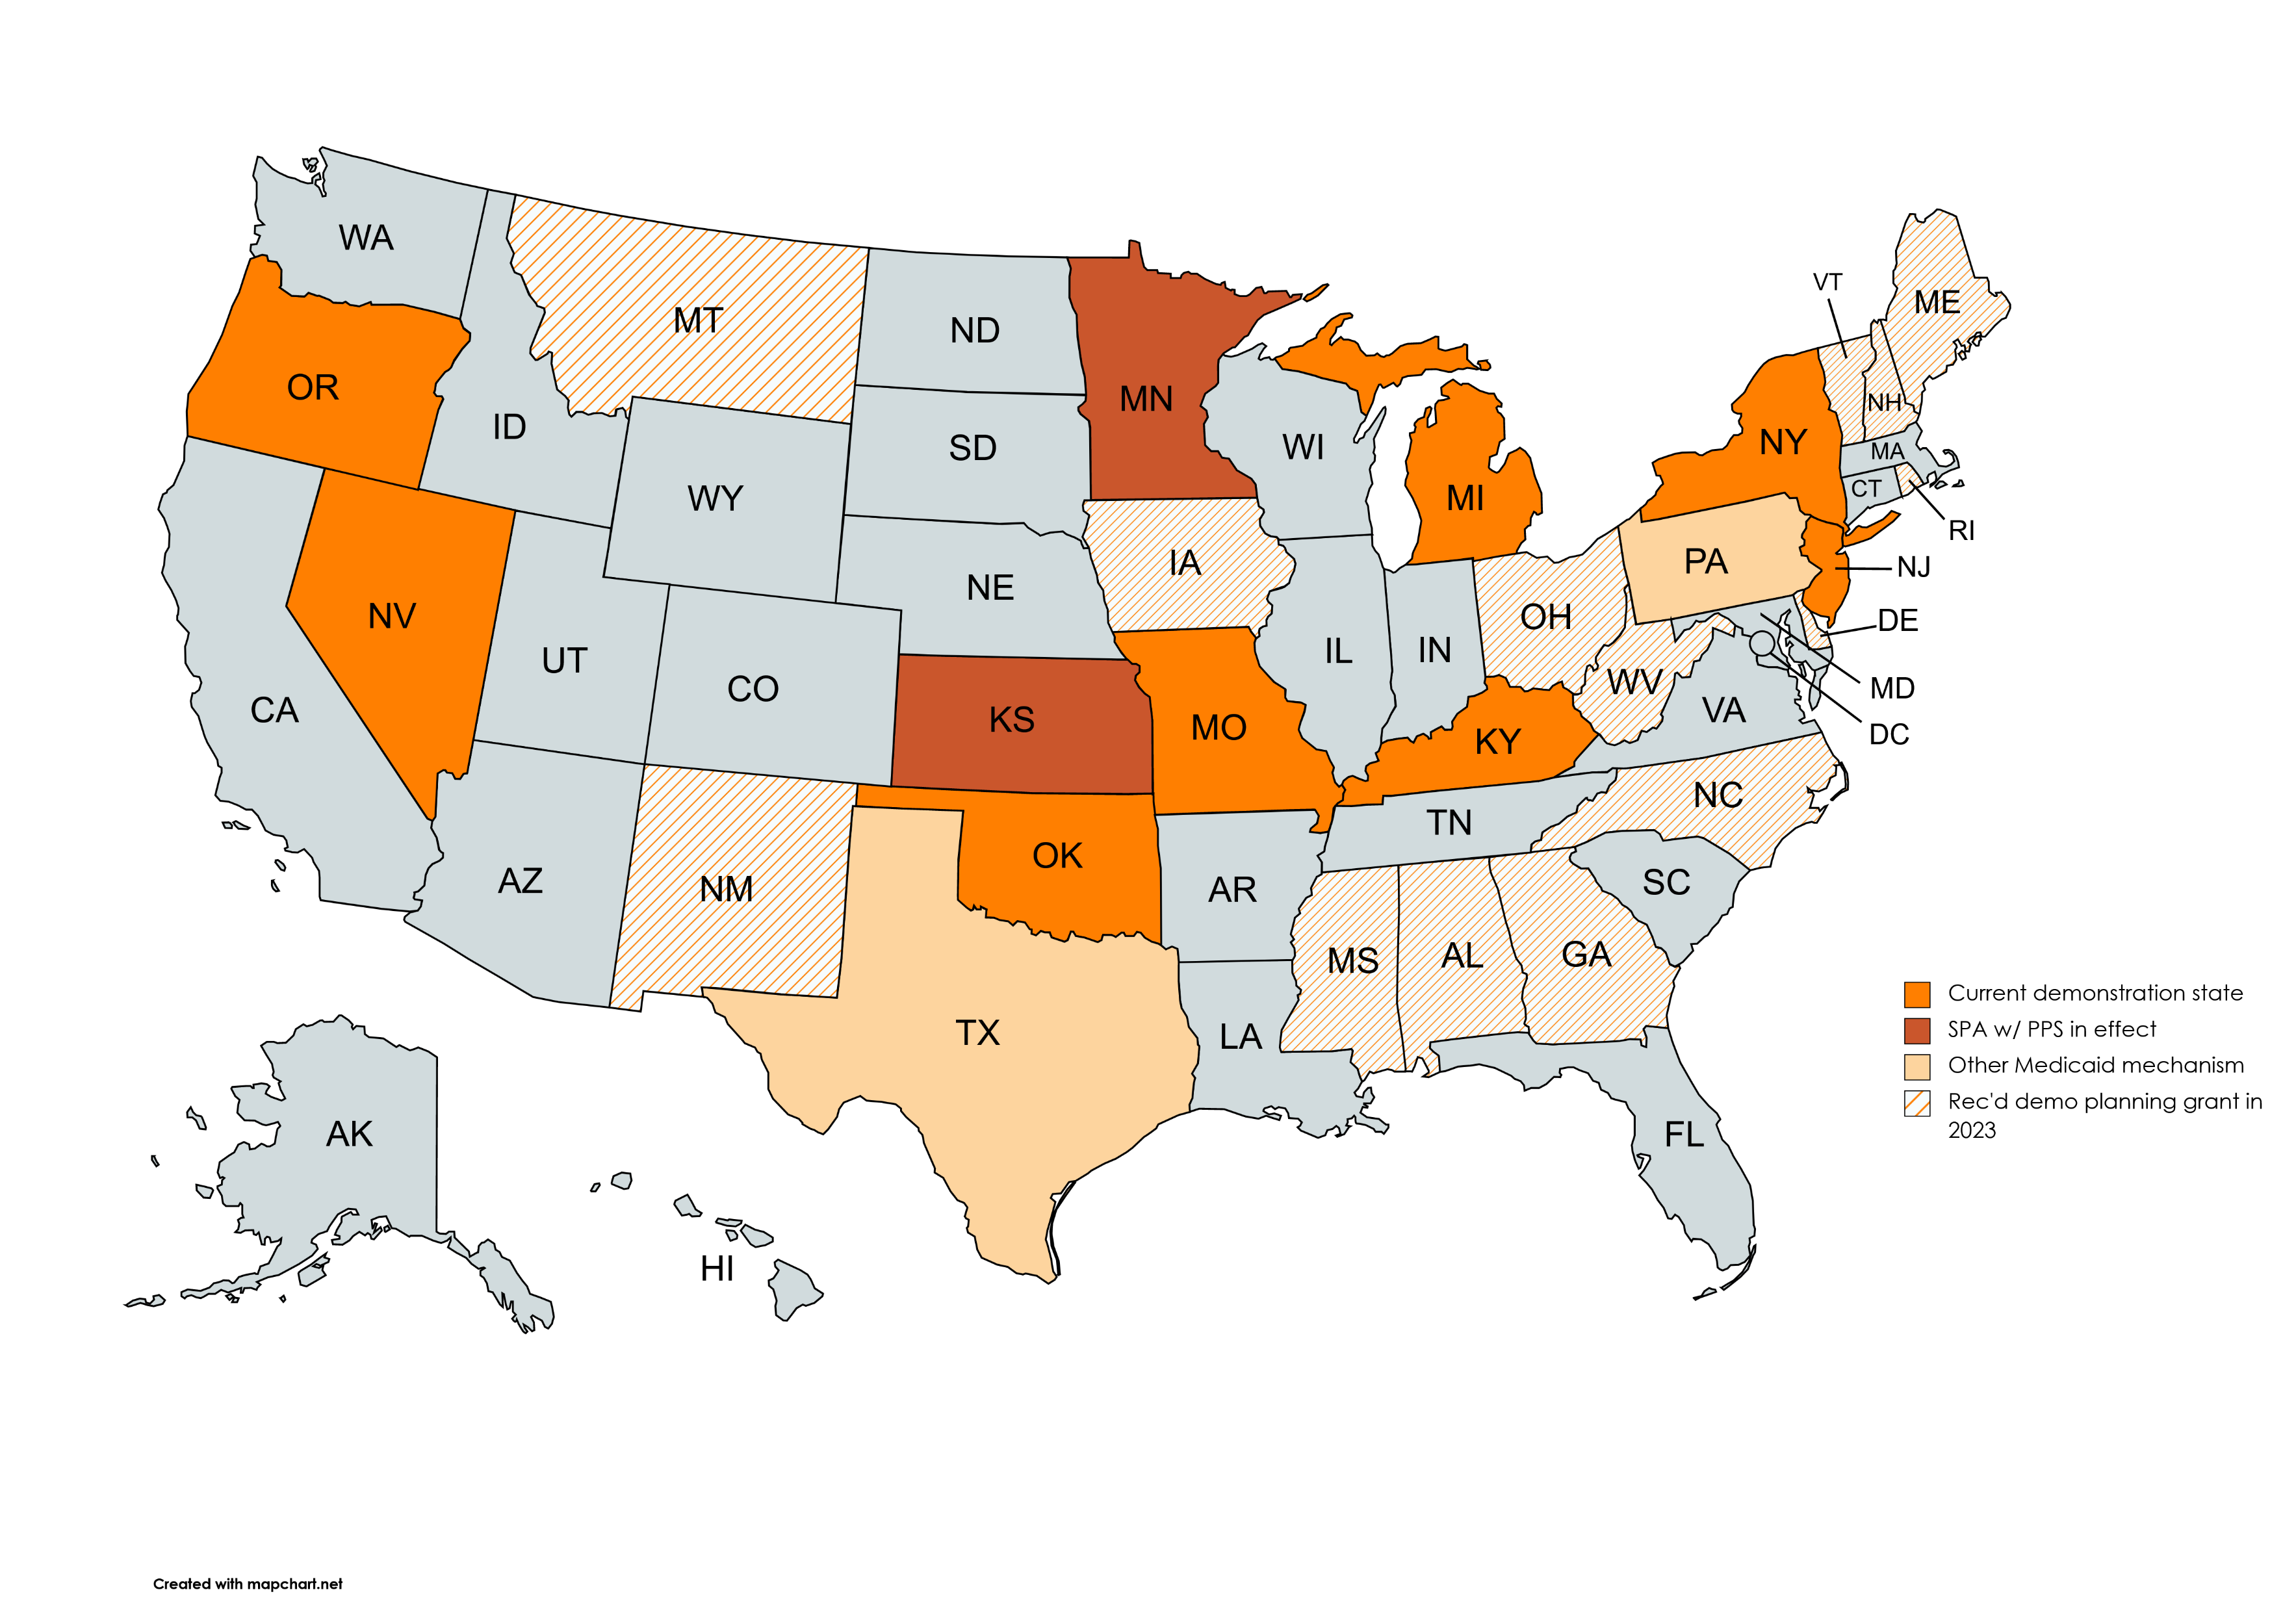 WA
MT
ND
MN
VT
ME
OR
ID
SD
WI
NH
NY
MA
WY
MI
CT
RI
NV
NE
IA
PA
NJ
OH
DE
UT
CO
IL
IN
WV
MD
CA
KS
MO
KY
VA
DC
NC
TN
OK
AZ
NM
AR
SC
MS
AL
GA
TX
LA
Current demonstration state
SPA w/ PPS in effect
Other Medicaid mechanism
Rec'd demo planning grant in
2023
AK
FL
HI
Created with mapchart.net